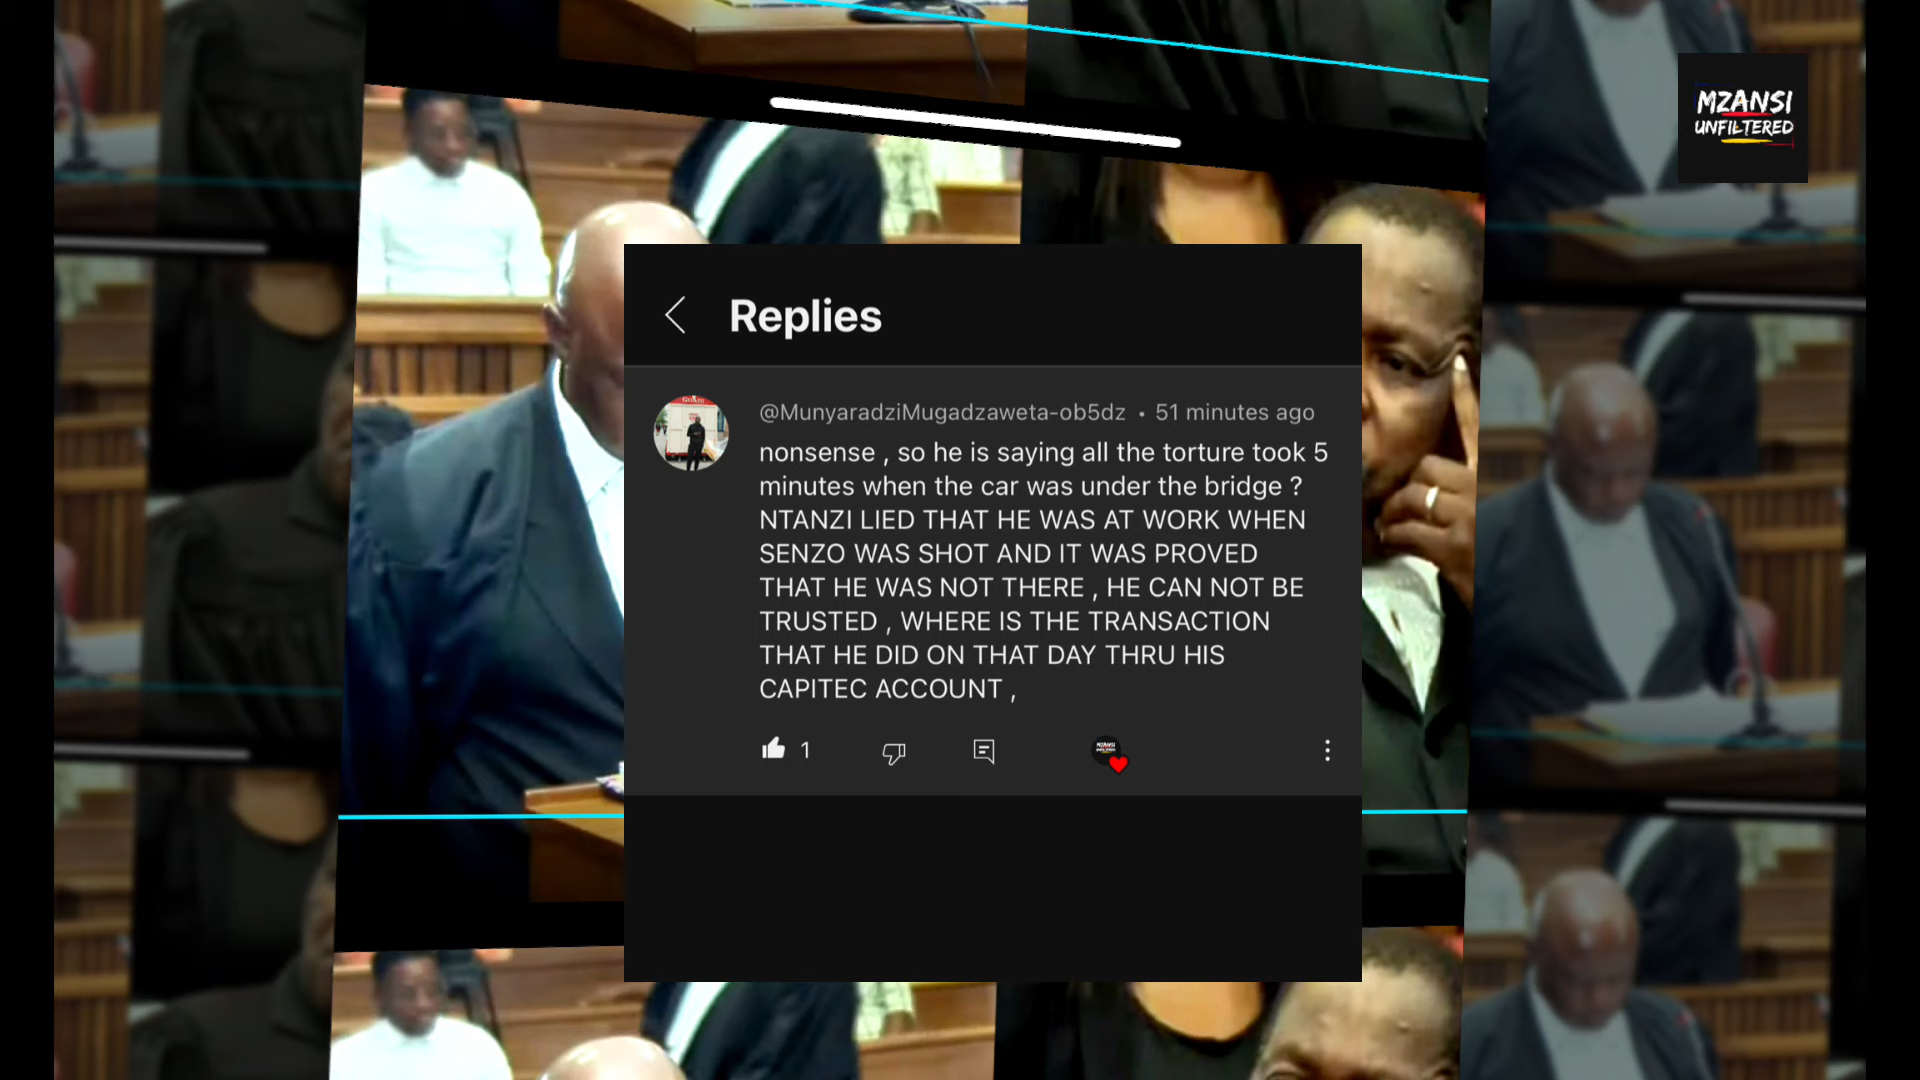 MZANSI
UNFILTERED
Replies
@MunyaradziMugadzaweta-ob5dz • 51 minutes ago
nonsense , so he is saying all the torture took 5
minutes when the car was under the bridge ?
NTANZI LIED THAT HE WAS AT WORK WHEN
SENZO WAS SHOT AND IT WAS PROVED
THAT HE WAS NOT THERE , HE CAN NOT BE
TRUSTED , WHERE IS THE TRANSACTION
THAT HE DID ON THAT DAY THRU HIS
CAPITEC ACCOUNT ,
1